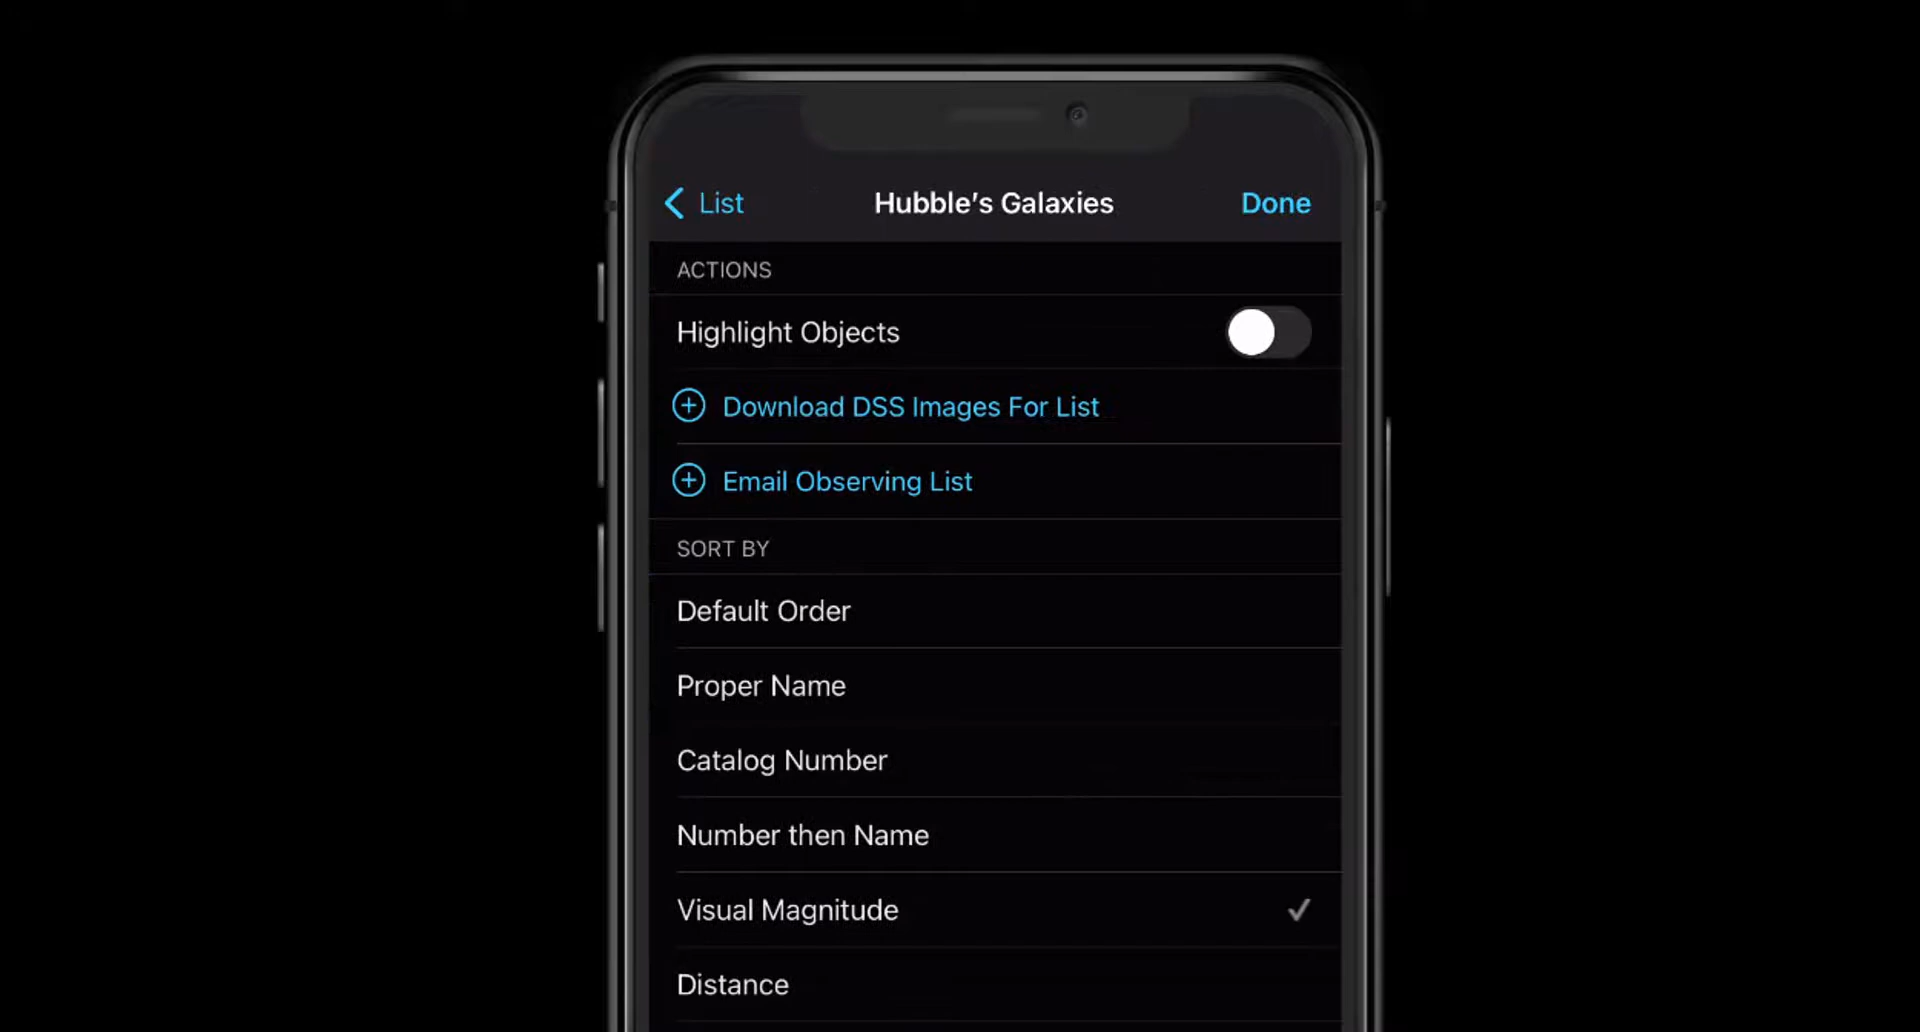 List
Hubble's Galaxies
Done
ACTIONS
Highlight Objects
Download DSS Images For List
Email Observing List
SORT BY
Default Order
Proper Name
Catalog Number
Number then Name
Visual Magnitude
Distance